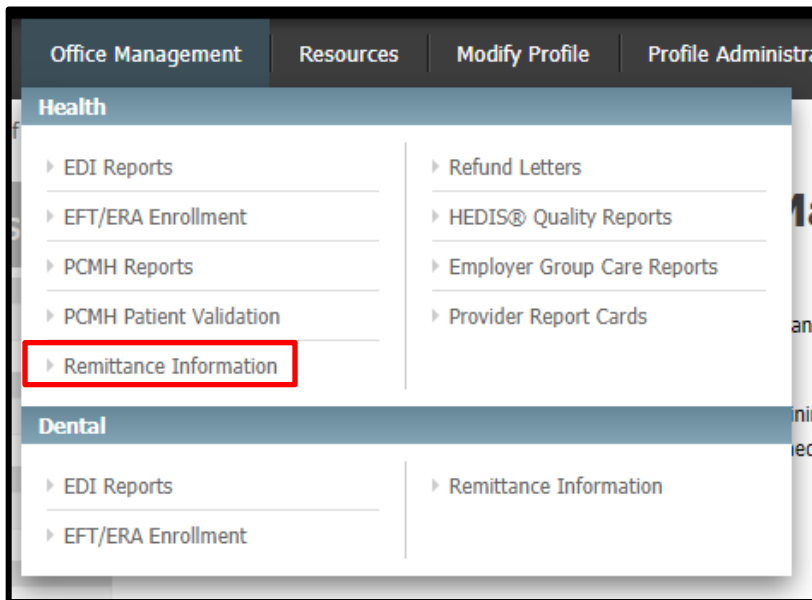 Office Management Resources Modify Profile Profile Administra
Health
EDI Reports
EFT/ERA Enrollment
PCMH Reports
PCMH Patient Validation
Remittance Information
Refund Letters
HEDIS® Quality Reports
Employer Group Care Reports
Provider Report Cards
Dental
EDI Reports
EFT/ERA Enrollment
Remittance Information